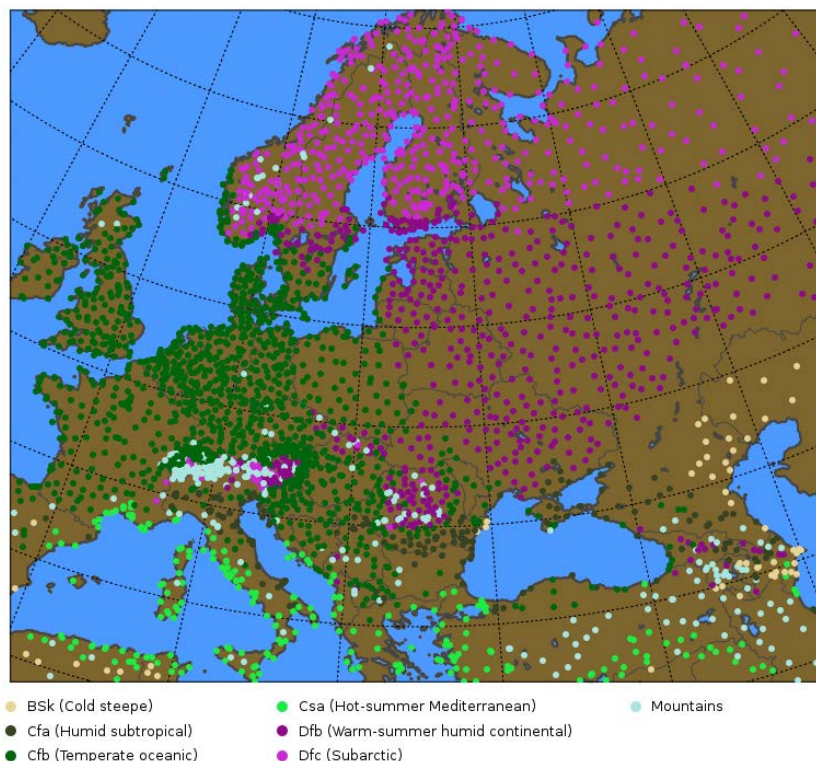 BSk (Cold steepe)
Cfa (Humid subtropical)
Cfb (Temperate oceanic)
Csa (Hot-summer Mediterranean)
Dfb (Warm-summer humid continental)
Dfc (Subarctic)
Mountains